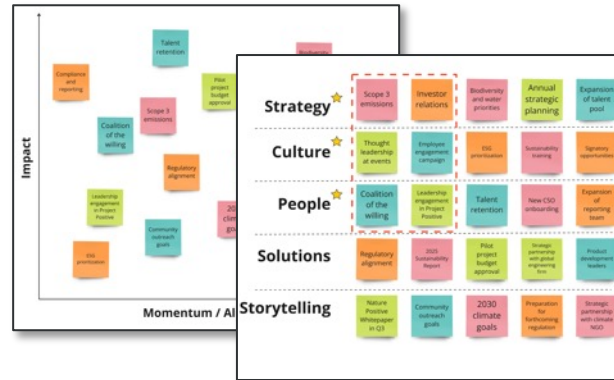 Impact
Talent
retention
Compliance
and
reporting
Pilot
project
budget
approval
Scope 3
emissions
Coalition
of the
willing
Regulatory
alignment
Leadership
engagement
in Project
Positive
Community
outreach
goals
ESG
prioritization
Momentum / Al
Strategy
Scope 3
emissions
Investor
relations
Biodiversity
and water
priorities
Annual
strategic
planning
Expansion
of talent
pool
Culture
Thought
leadership
at events
Employee
engagement
campaign
ESG
prioritization
Sustainability
training
Signatory
opportunities
People
Coalition
of the
willing
Leadership
engagement
in Project
Positive
Talent
retention
New CSO
onboarding
Expansion
of
reporting
team
Solutions
Regulatory
alignment
2025
Sustainability
Report
Pilot
project
budget
approval
Strategic
partnership
with global
engineering
firm
Product
development
leaders
Storytelling
Nature
Positive
Whitepaper
in Q3
Community
outreach
goals
2030
climate
goals
Preparation
for
forthcoming
regulation
Strategic
partnership
with climate
NGO